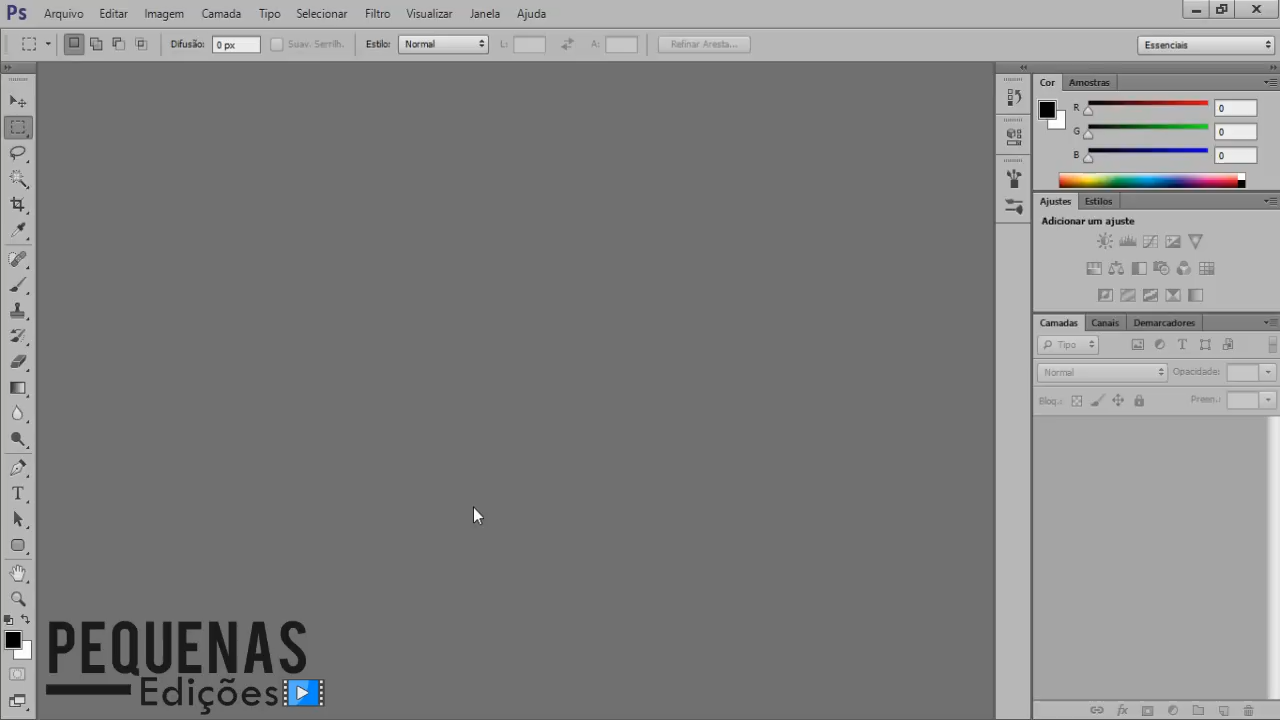 Ps Arquivo Editar Imagem Camada Tipo Selecionar Filtro Visualizar Janela Ajuda
Difusão: 0 px Suav. Serrilh. Estilo: Normal L: A: Refinar Aresta... Essenciais
Cor Amostras
R 0
G 0
B 0
Ajustes Estilos
Adicionar um ajuste
Camadas Canais Demarcadores
Tipo
Normal Opacidade:
Bloq.: Preen.:
PEQUENAS
Edições